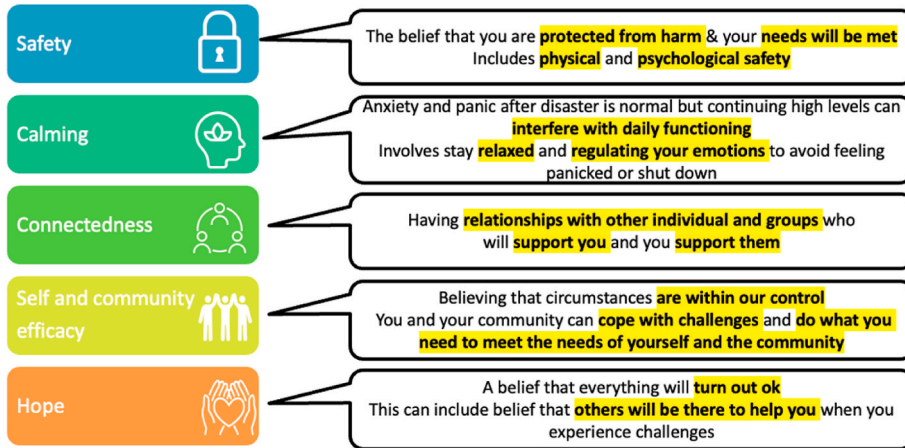 Safety
The belief that you are protected from harm & your needs will be met
Includes physical and psychological safety
Calming
Anxiety and panic after disaster is normal but continuing high levels can
interfere with daily functioning
Involves stay relaxed and regulating your emotions to avoid feeling
panicked or shut down
Connectedness
Having relationships with other individual and groups who
will support you and you support them
Self and community
efficacy
Believing that circumstances are within our control
You and your community can cope with challenges and do what you
need to meet the needs of yourself and the community
Hope
A belief that everything will turn out ok
This can include belief that others will be there to help you when you
experience challenges